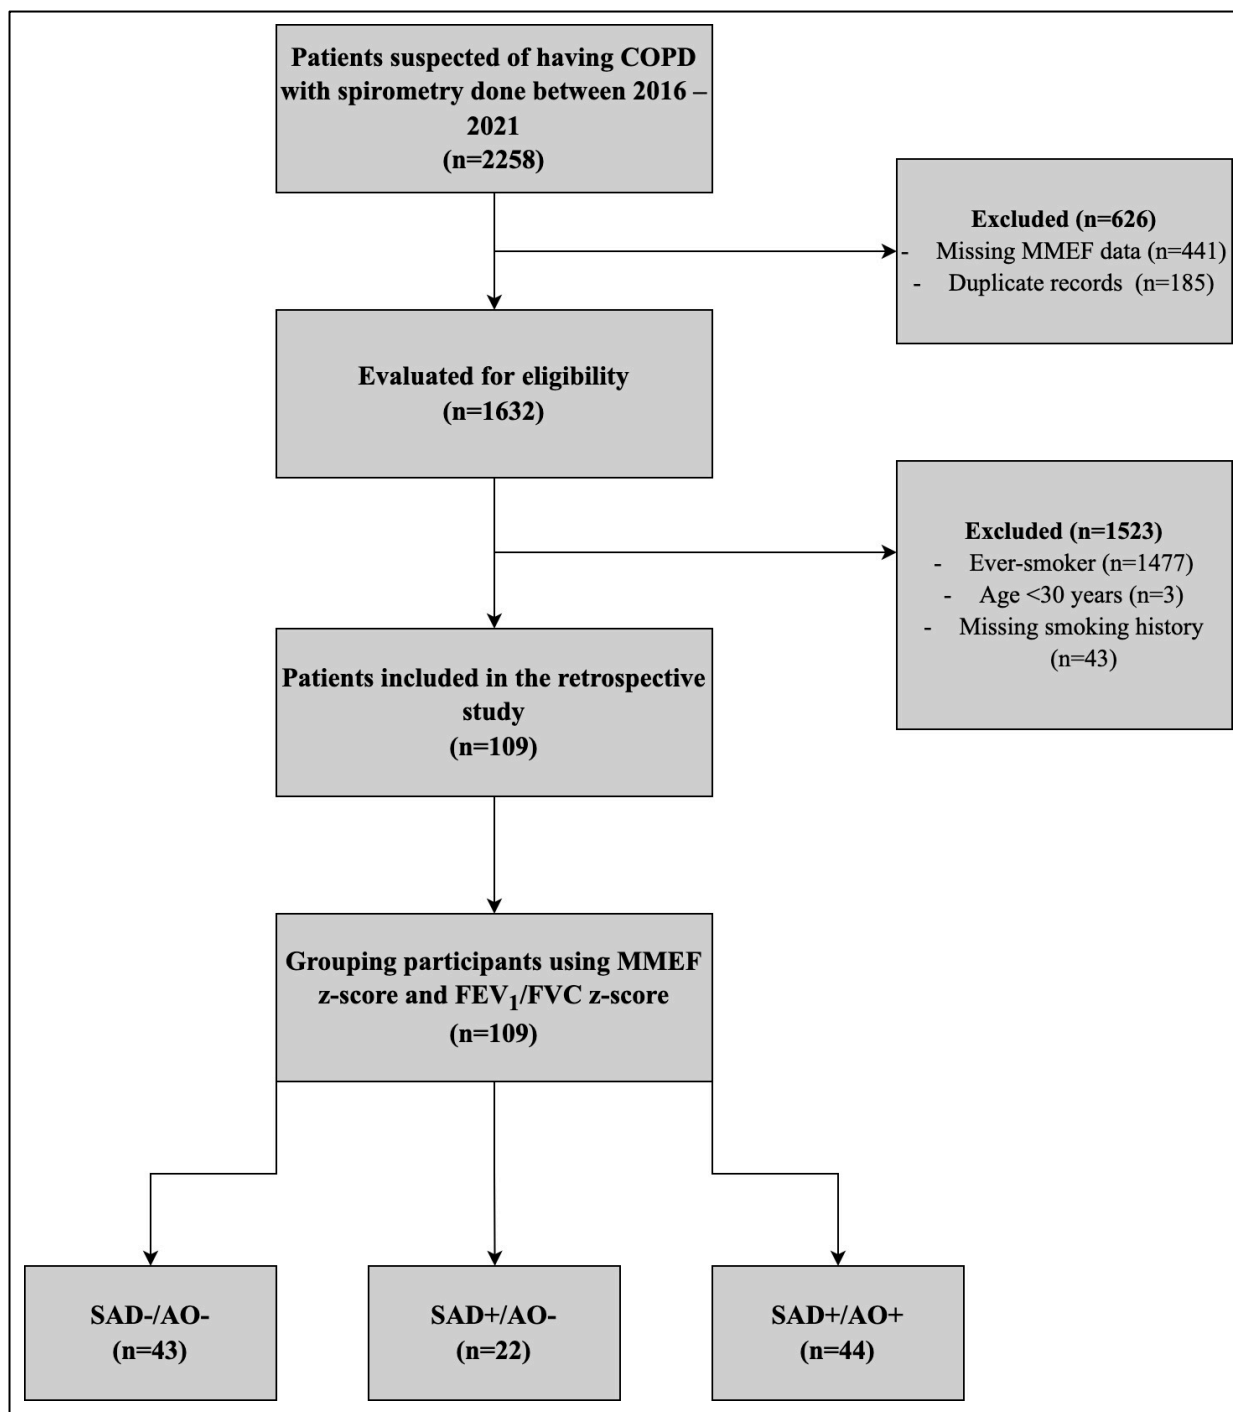 Patients suspected of having COPD
with spirometry done between 2016 –
2021
(n=2258)
Excluded (n=626)
- Missing MMEF data (n=441)
- Duplicate records (n=185)
Evaluated for eligibility
(n=1632)
Excluded (n=1523)
- Ever-smoker (n=1477)
- Age <30 years (n=3)
- Missing smoking history
(n=43)
Patients included in the retrospective
study
(n=109)
Grouping participants using MMEF
z-score and FEV₁/FVC z-score
(n=109)
SAD-/AO-
(n=43)
SAD+/AO-
(n=22)
SAD+/AO+
(n=44)